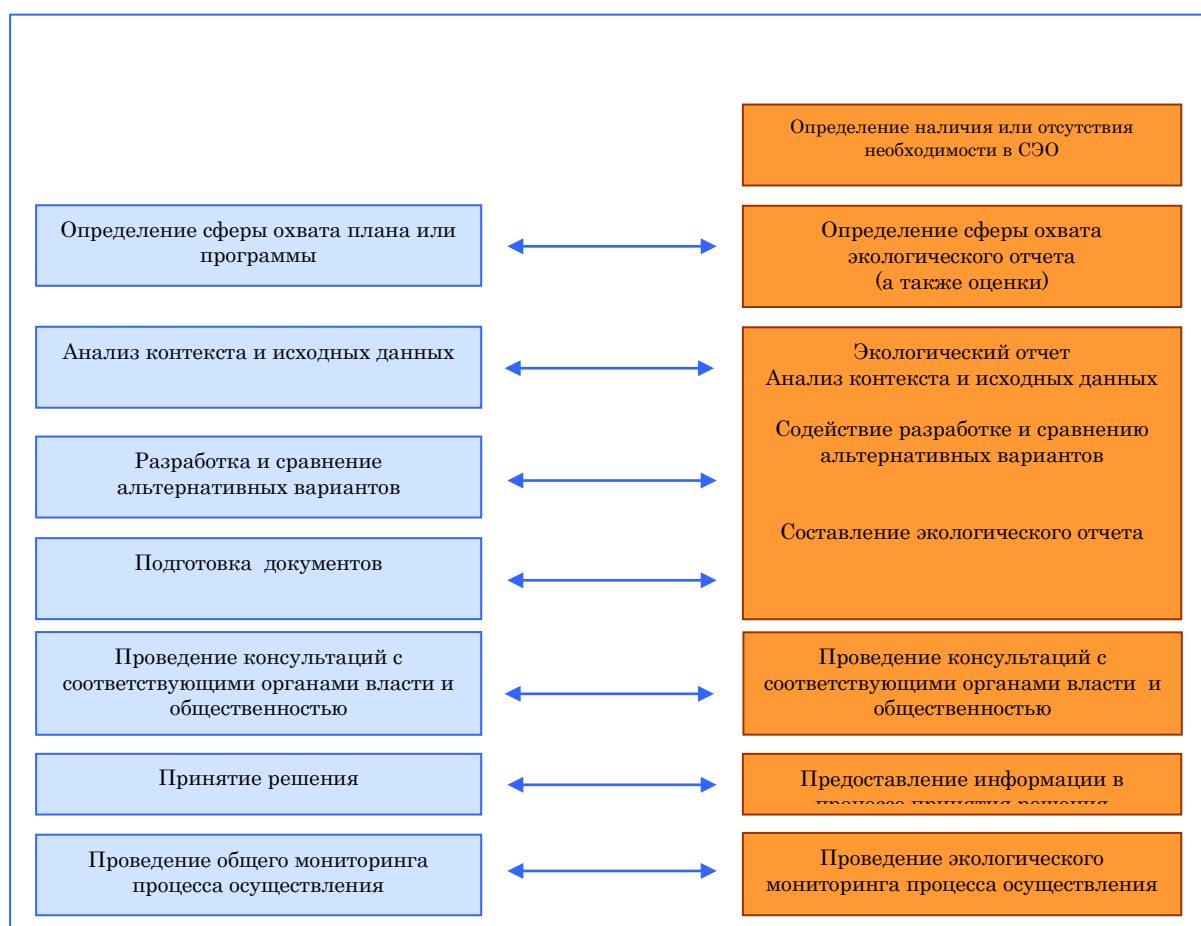 Определение наличия или отсутствия
необходимости в СЭО
Определение сферы охвата плана или
программы
Определение сферы охвата
экологического отчета
(а также оценки)
Анализ контекста и исходных данных
Экологический отчет
Анализ контекста и исходных данных
Содействие разработке и сравнению
альтернативных вариантов
Составление экологического отчета
Разработка и сравнение
альтернативных вариантов
Подготовка документов
Проведение консультаций с
соответствующими органами власти и
общественностью
Проведение консультаций с
соответствующими органами власти и
общественностью
Принятие решения
Предоставление информации в
процессе принятия решения
Проведение общего мониторинга
процесса осуществления
Проведение экологического
мониторинга процесса осуществления